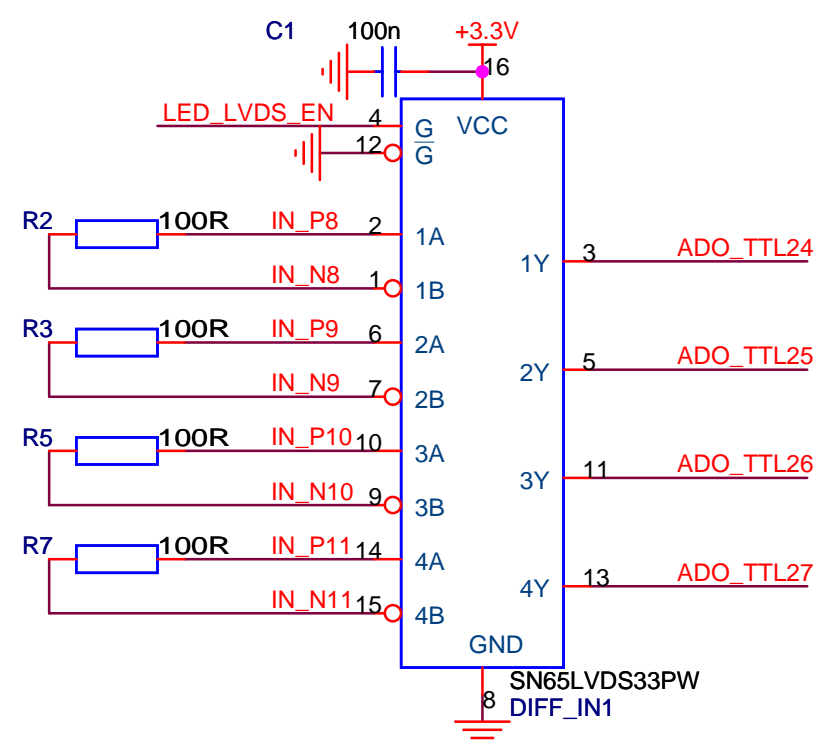 C1 100n +3.3V
16
LED_LVDS_EN 4 G VCC
12 G
R2 100R IN_P8 2 1A
1Y 3 ADO_TTL24
IN_N8 1 1B
R3 100R IN_P9 6 2A
2Y 5 ADO_TTL25
IN_N9 7 2B
R5 100R IN_P10 10 3A
3Y 11 ADO_TTL26
IN_N10 9 3B
R7 100R IN_P11 14 4A
4Y 13 ADO_TTL27
IN_N11 15 4B
GND
SN65LVDS33PW
8 DIFF_IN1